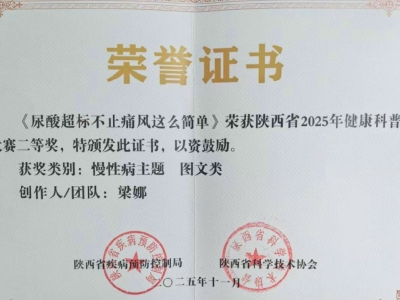 荣誉证书
《尿酸超标不止痛风这么简单》荣获陕西省2025年健康科普
大赛二等奖，特颁发此证书，以资鼓励。
获奖类别：慢性病主题 图文类
创作人/团队：梁娜
陕西省疾病预防控制局 陕西省科学技术协会
二〇二五年十一月